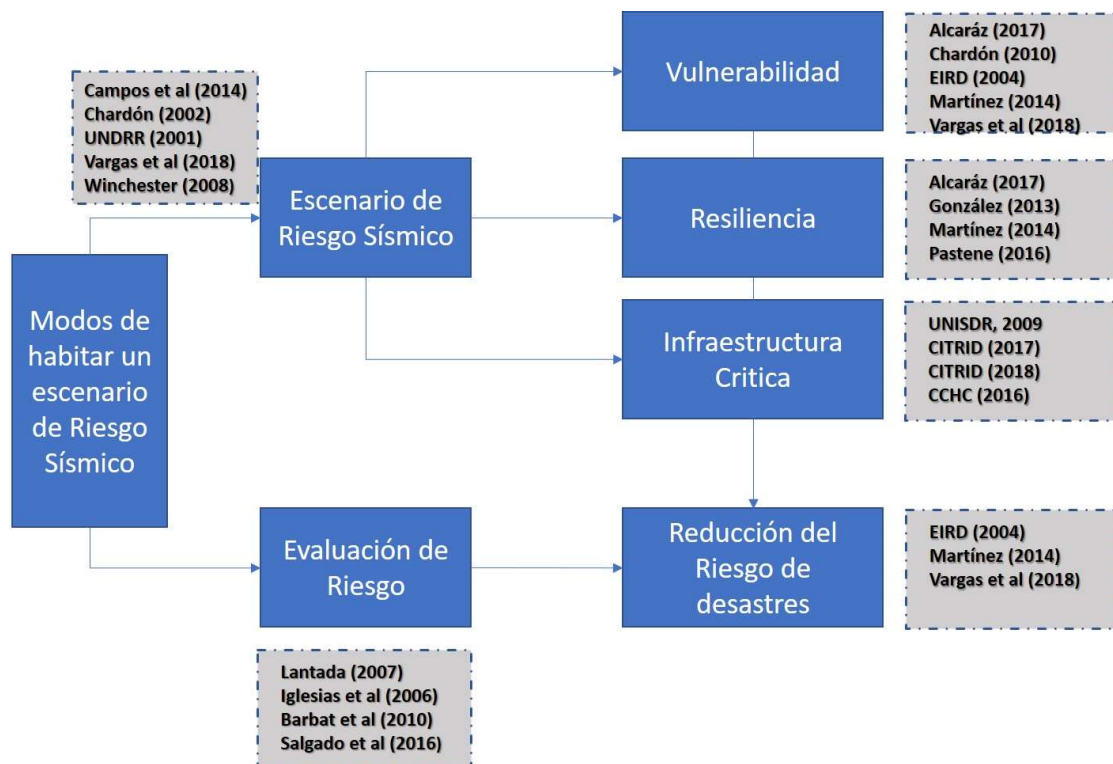 Campos et al (2014)
Chardón (2002)
UNDRR (2001)
Vargas et al (2018)
Winchester (2008)
Modos de
habitar un
escenario
de Riesgo
Sísmico
Escenario de
Riesgo Sísmico
Vulnerabilidad
Alcaráz (2017)
Chardón (2010)
EIRD (2004)
Martínez (2014)
Vargas et al (2018)
Resiliencia
Alcaráz (2017)
González (2013)
Martínez (2014)
Pastene (2016)
Infraestructura
Critica
UNISDR, 2009
CITRID (2017)
CITRID (2018)
CCHC (2016)
Evaluación de
Riesgo
Reducción del
Riesgo de
desastres
EIRD (2004)
Martínez (2014)
Vargas et al (2018)
Lantada (2007)
Iglesias et al (2006)
Barbat et al (2010)
Salgado et al (2016)